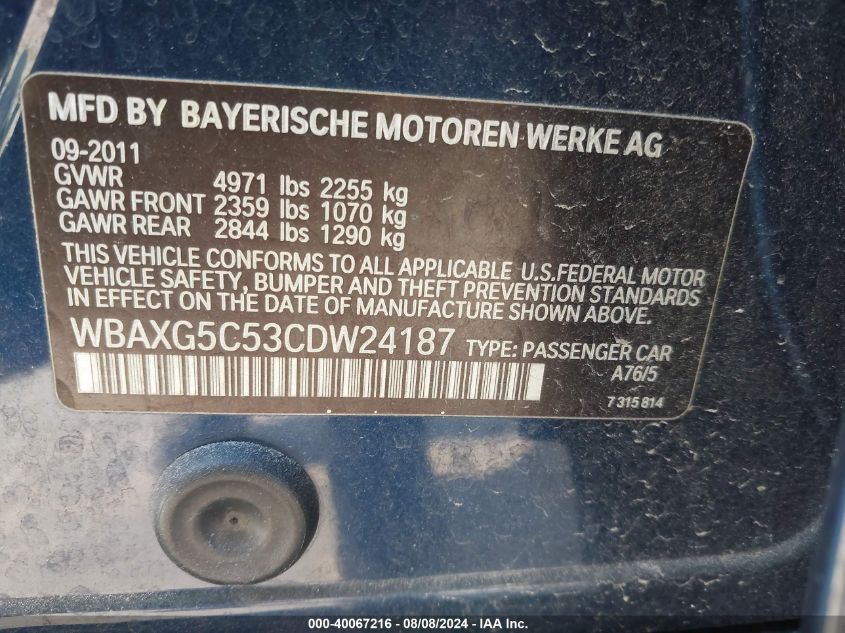 MFD BY BAYERISCHE MOTOREN WERKE AG
09-2011
GVWR 4971 lbs 2255 kg
GAWR FRONT 2359 lbs 1070 kg
GAWR REAR 2844 lbs 1290 kg
THIS VEHICLE CONFORMS TO ALL APPLICABLE U.S.FEDERAL MOTOR
VEHICLE SAFETY, BUMPER AND THEFT PREVENTION STANDARDS
IN EFFECT ON THE DATE OF MANUFACTURE SHOWN ABOVE.
WBAXG5C53CDW24187 TYPE: PASSENGER CAR
A76/5
7 315 814
000-40067216 - 08/08/2024 - © IAA, LLC